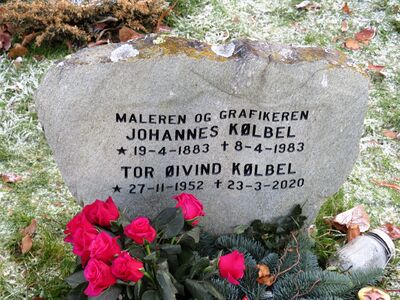 MALEREN OG GRAFIKEREN
JOHANNES KØLBEL
★ 19-4-1883 ✝ 8-4-1983
TOR ØIVIND KØLBEL
★ 27-11-1952 ✝ 23-3-2020